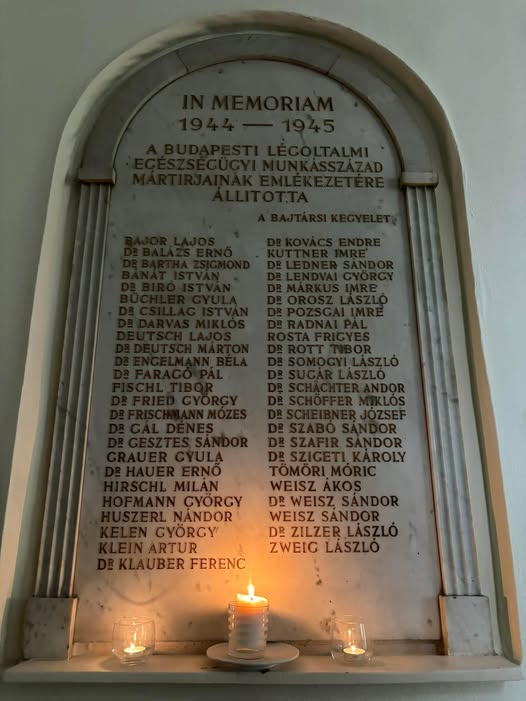 IN MEMORIAM
1944 — 1945
A BUDAPESTI LÉGOLTALMI
EGÉSZSÉGÜGYI MUNKÁSSZÁZAD
MÁRTIRJAINAK EMLÉKEZETÉRE
ÁLLITOTTA
A BAJTÁRSI KEGYELET
BAJOR LAJOS
DR BALÁZS ERNŐ
DR BARTHA ZSIGMOND
BÁNÁT ISTVÁN
DR BIRÓ ISTVÁN
BÜCHLER GYULA
DR CSILLAG ISTVÁN
DR DARVAS MIKLÓS
DEUTSCH LAJOS
DR DEUTSCH MÁRTON
DR ENGELMANN BÉLA
DR FARAGÓ PÁL
FISCHL TIBOR
DR FRIED GYÖRGY
DR FRISCHMANN MÓZES
DR GÁL DÉNES
DR GESZTES SÁNDOR
GRAUER GYULA
DR HAUER ERNŐ
HIRSCHL MILÁN
HOFMANN GYÖRGY
HUSZERL NÁNDOR
KELEN GYÖRGY
KLEIN ARTUR
DR KLAUBER FERENC
DR KOVÁCS ENDRE
KUTTNER IMRE
DR LEDNER SÁNDOR
DR LENDVAI GYÖRGY
DR MÁRKUS IMRE
DR OROSZ LÁSZLÓ
DR POZSGAI IMRE
DR RADNAI PÁL
ROSTA FRIGYES
DR ROTT TIBOR
DR SOMOGYI LÁSZLÓ
DR SUGÁR LÁSZLÓ
DR SCHÄCHTER ANDOR
DR SCHÖFFER MIKLÓS
DR SCHEIBNER JÓZSEF
DR SZABÓ SÁNDOR
DR SZAFIR SÁNDOR
DR SZIGETI KÁROLY
TÖMÖRI MÓRIC
WEISZ ÁKOS
DR WEISZ SÁNDOR
WEISZ SÁNDOR
DR ZILZER LÁSZLÓ
ZWEIG LÁSZLÓ